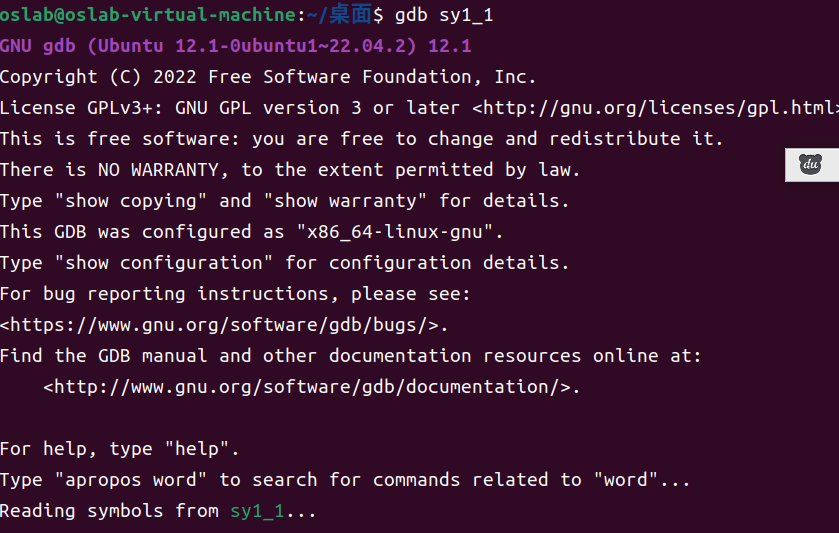 oslab@oslab-virtual-machine:~/桌面$ gdb sy1_1
GNU gdb (Ubuntu 12.1-0ubuntu1~22.04.2) 12.1
Copyright (C) 2022 Free Software Foundation, Inc.
License GPLv3+: GNU GPL version 3 or later <http://gnu.org/licenses/gpl.html>
This is free software: you are free to change and redistribute it.
There is NO WARRANTY, to the extent permitted by law.
du
Type "show copying" and "show warranty" for details.
This GDB was configured as "x86_64-linux-gnu".
Type "show configuration" for configuration details.
For bug reporting instructions, please see:
<https://www.gnu.org/software/gdb/bugs/>.
Find the GDB manual and other documentation resources online at:
    <http://www.gnu.org/software/gdb/documentation/>.
For help, type "help".
Type "apropos word" to search for commands related to "word"...
Reading symbols from sy1_1...